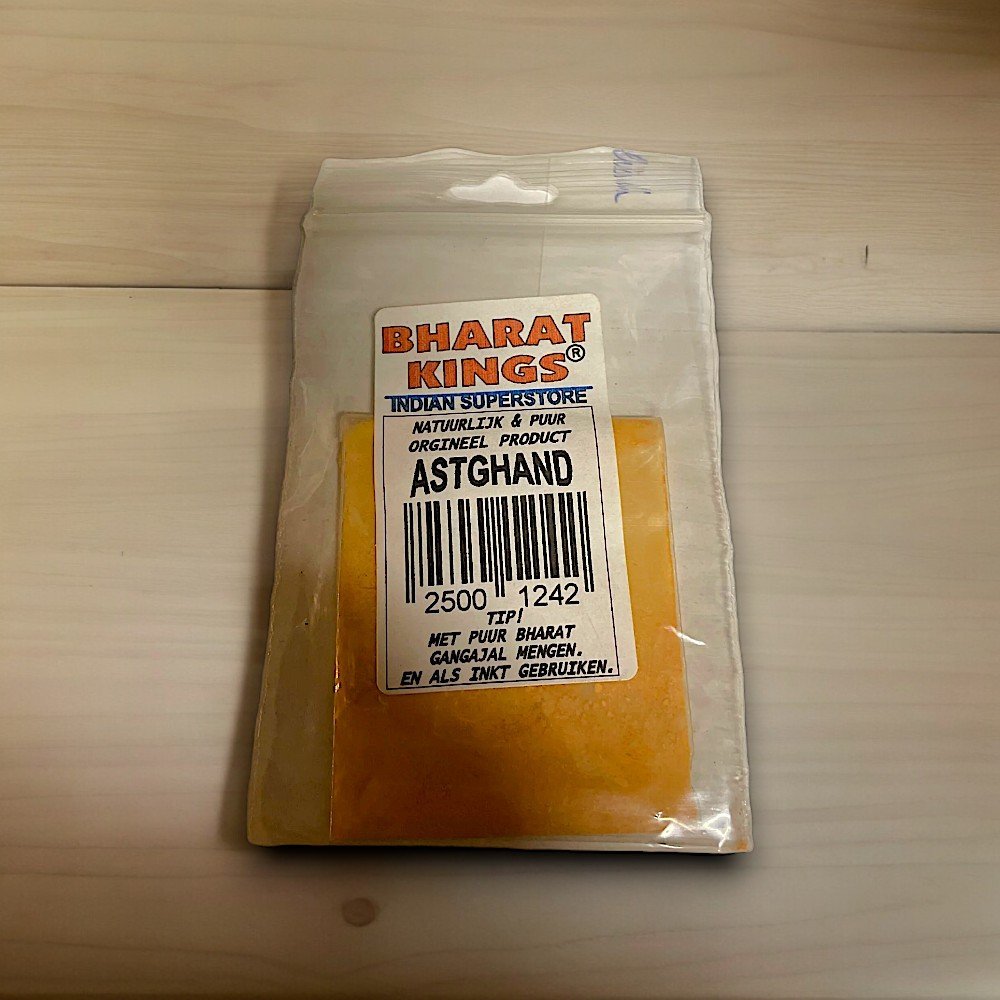 BHARAT
KINGS®
INDIAN SUPERSTORE
NATUURLIJK & PUUR
ORGINEEL PRODUCT
ASTGHAND
2500 1242
TIP!
MET PUUR BHARAT
GANGAJAL MENGEN.
EN ALS INKT GEBRUIKEN.